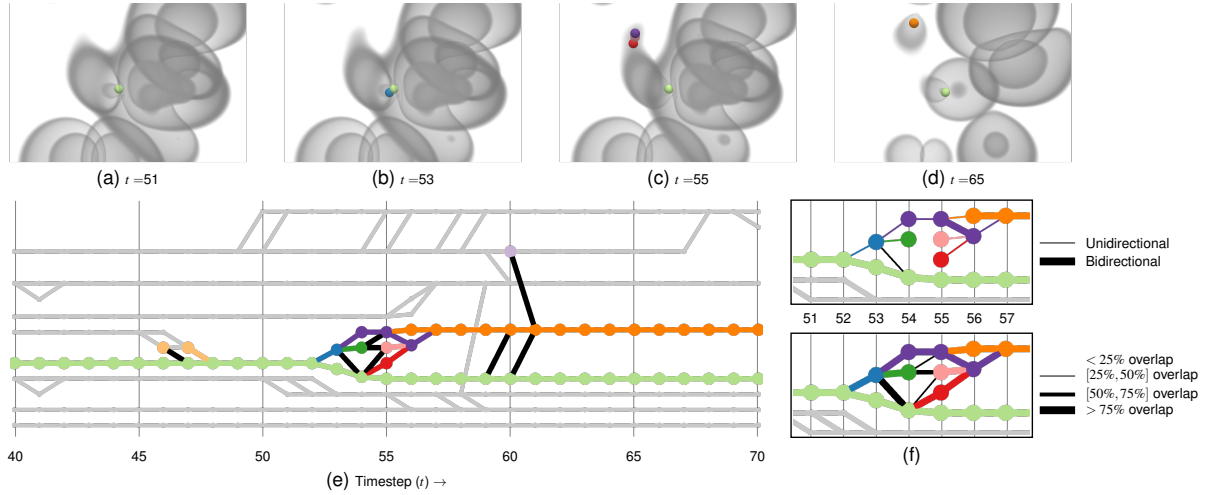 (a) t =51
(b) t =53
(c) t =55
(d) t =65
Unidirectional
Bidirectional
51 52 53 54 55 56 57
< 25% overlap
[25%,50%] overlap
[50%,75%] overlap
> 75% overlap
40 45 50 55 60 65 70
(e) Timestep (t) →
(f)